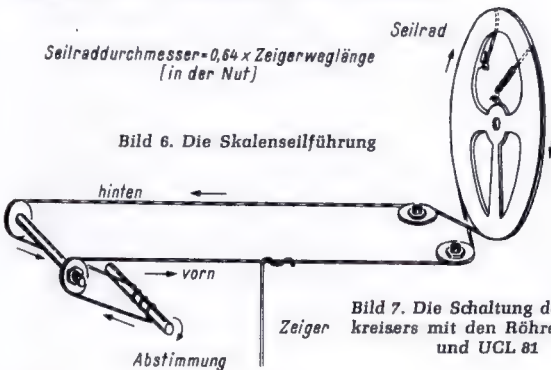 Seilrad
Seilraddurchmesser=0,64 x Zeigerweglänge
[in der Nut]
Bild 6. Die Skalenseilführung
hinten
vorn
Zeiger
Abstimmung
Bild 7. Die Schaltung d
kreisers mit den Röhre
und UCL 81